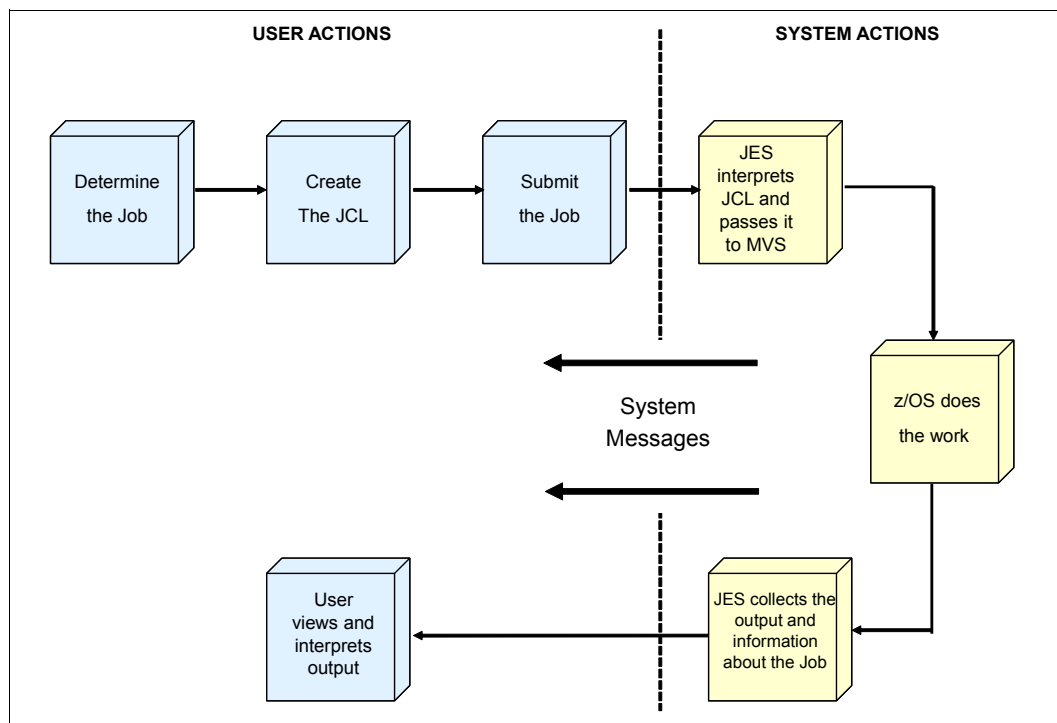 USER ACTIONS
SYSTEM ACTIONS
Determine
the Job
Create
The JCL
Submit
the Job
JES
interprets
JCL and
passes it
to MVS
z/OS does
the work
System
Messages
JES collects the
output and
information
about the Job
User
views and
interprets
output